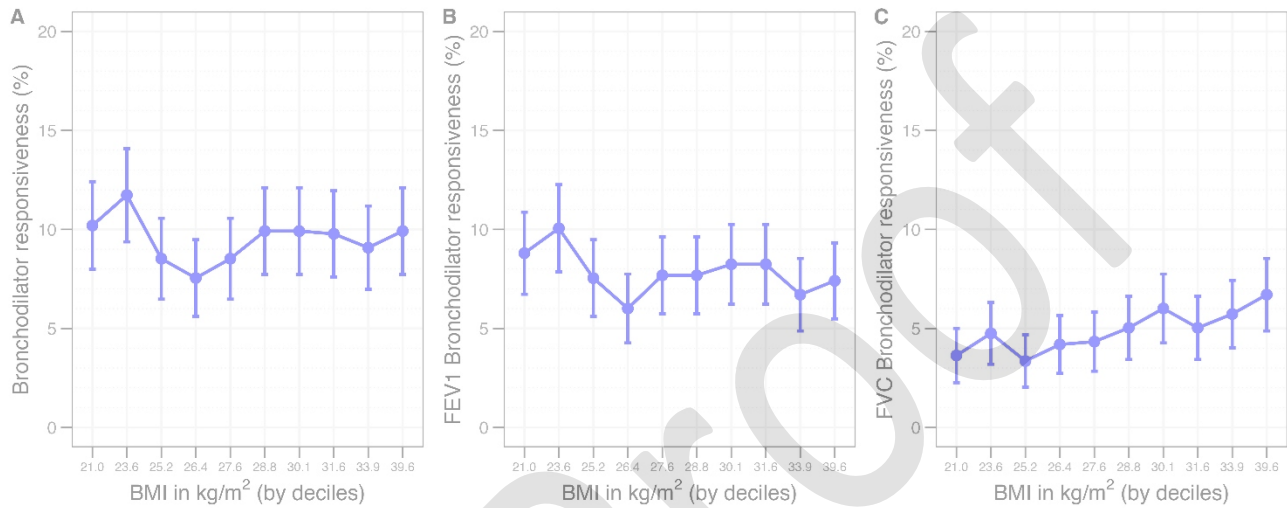 A
Bronchodilator responsiveness (%)
20
15
10
5
0
21.0 23.6 25.2 26.4 27.6 28.8 30.1 31.6 33.9 39.6
BMI in kg/m² (by deciles)
B
FEV1 Bronchodilator responsiveness (%)
20
15
10
5
0
21.0 23.6 25.2 26.4 27.6 28.8 30.1 31.6 33.9 39.6
BMI in kg/m² (by deciles)
C
FVC Bronchodilator responsiveness (%)
20
15
10
5
0
21.0 23.6 25.2 26.4 27.6 28.8 30.1 31.6 33.9 39.6
BMI in kg/m² (by deciles)
roof